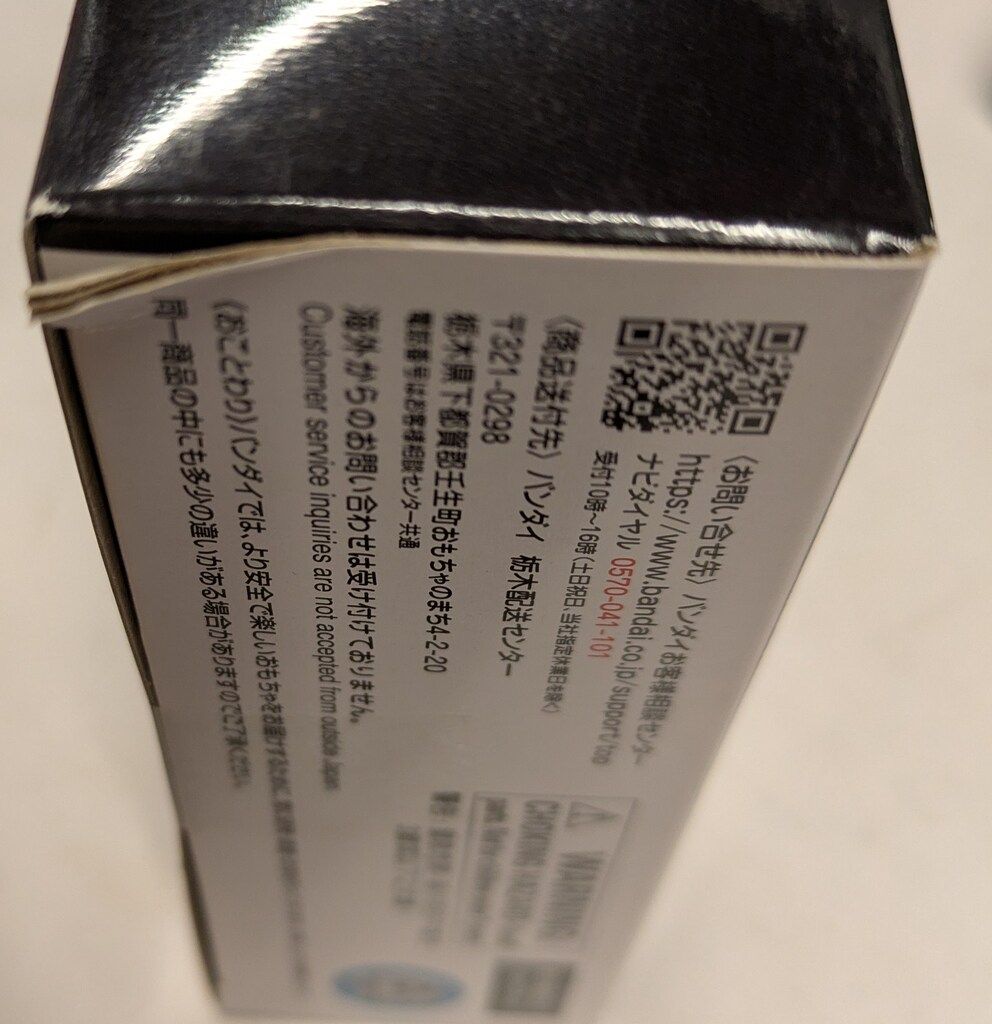 〈お問い合せ先〉バンダイお客様相談センター
https://www.bandai.co.jp/support/top
ナビダイヤル 0570-041-101
受付10時～16時（土日祝日、当社指定休業日を除く）
〈商品送付先〉バンダイ 栃木配送センター
〒321-0298
栃木県下都賀郡壬生町おもちゃのまち4-2-20
電話番号はお客様相談センター共通
海外からのお問い合わせは受け付けておりません。
Customer service inquiries are not accepted from outside Japan.
〈おことわり〉バンダイでは、より安全で楽しいおもちゃをお届けするために、
同一商品の中にも多少の違いがある場合がありますのでご了承ください。
WARNING
CHOKING HAZARD